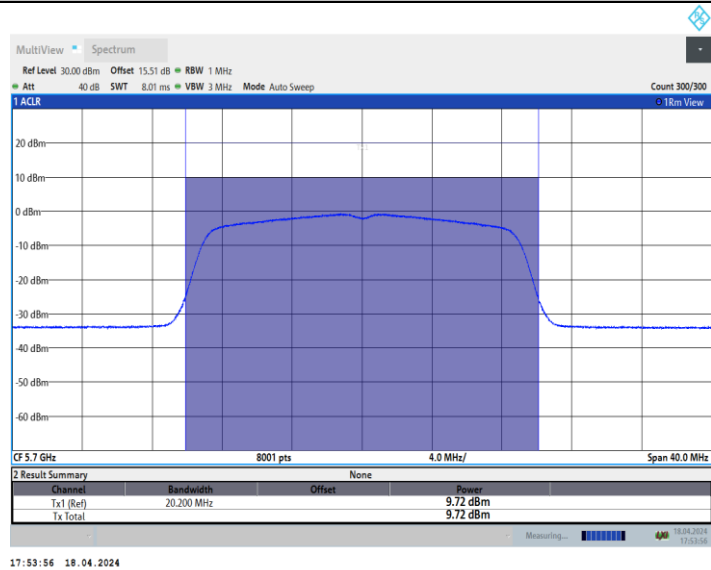 MultiView Spectrum
Ref Level 30.00 dBm Offset 15.51 dB RBW 1 MHz
Att 40 dB SWT 8.01 ms VBW 3 MHz Mode Auto Sweep Count 300/300
1 ACLR 1Rm View
20 dBm
10 dBm
0 dBm
-10 dBm
-20 dBm
-30 dBm
-40 dBm
-50 dBm
-60 dBm
CF 5.7 GHz 8001 pts 4.0 MHz/ Span 40.0 MHz
2 Result Summary None
Channel Bandwidth Offset Power
Tx1 (Ref) 20.200 MHz 9.72 dBm
Tx Total 9.72 dBm
Measuring... 18.04.2024
17:53:56
17:53:56 18.04.2024